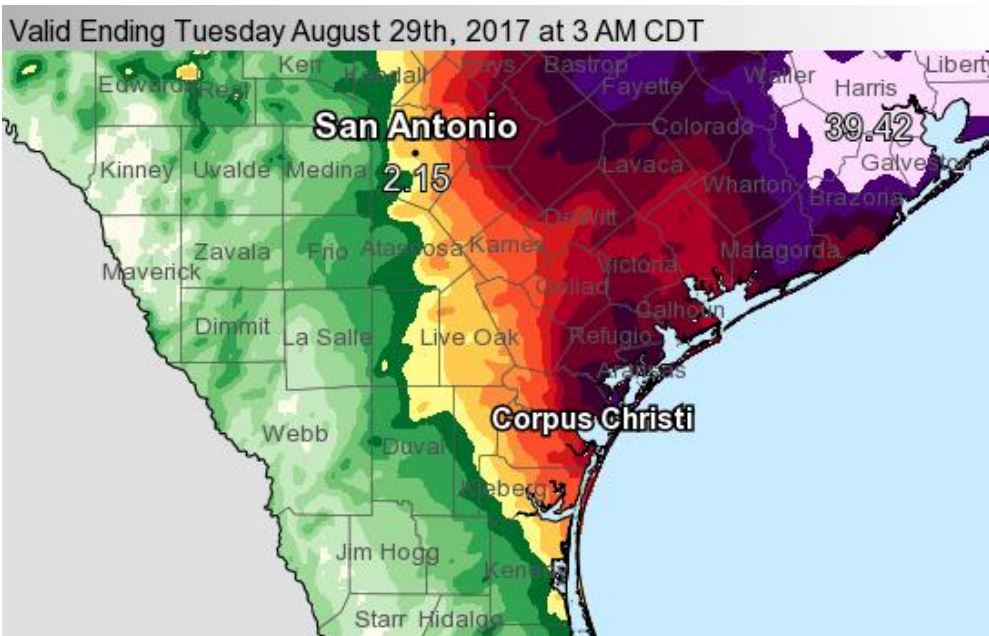 Valid Ending Tuesday August 29th, 2017 at 3 AM CDT
Kerr
Kendall
Hays
Bastrop
Waller
Liberty
Edwards
Real
Fayette
Harris
San Antonio
Colorado
39.42
Kinney
Uvalde
Medina
2.15
Lavaca
Galveston
Wharton
Brazoria
DeWitt
Zavala
Frio
Atascosa
Karnes
Matagorda
Maverick
Victoria
Goliad
Calhoun
Dimmit
La Salle
Live Oak
Refugio
Aransas
Corpus Christi
Webb
Duval
Kleberg
Jim Hogg
Kenedy
Starr
Hidalgo